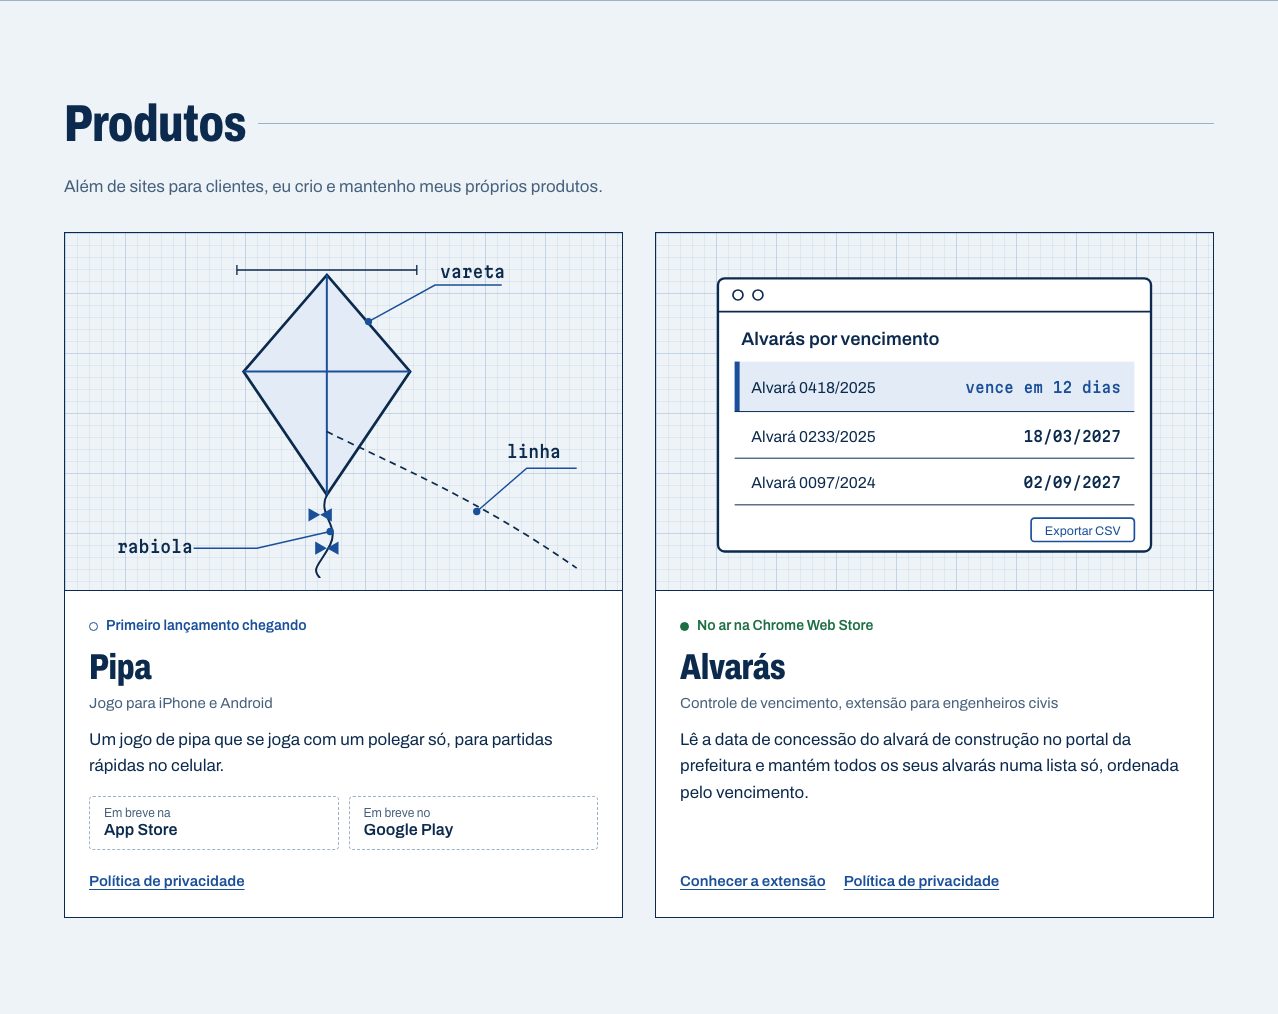 Produtos
Além de sites para clientes, eu crio e mantenho meus próprios produtos.
vareta
linha
rabiola
Primeiro lançamento chegando
Pipa
Jogo para iPhone e Android
Um jogo de pipa que se joga com um polegar só, para partidas
rápidas no celular.
Em breve na
App Store
Em breve no
Google Play
Política de privacidade
Alvarás por vencimento
Alvará 0418/2025 vence em 12 dias
Alvará 0233/2025 18/03/2027
Alvará 0097/2024 02/09/2027
Exportar CSV
No ar na Chrome Web Store
Alvarás
Controle de vencimento, extensão para engenheiros civis
Lê a data de concessão do alvará de construção no portal da
prefeitura e mantém todos os seus alvarás numa lista só, ordenada
pelo vencimento.
Conhecer a extensão Política de privacidade